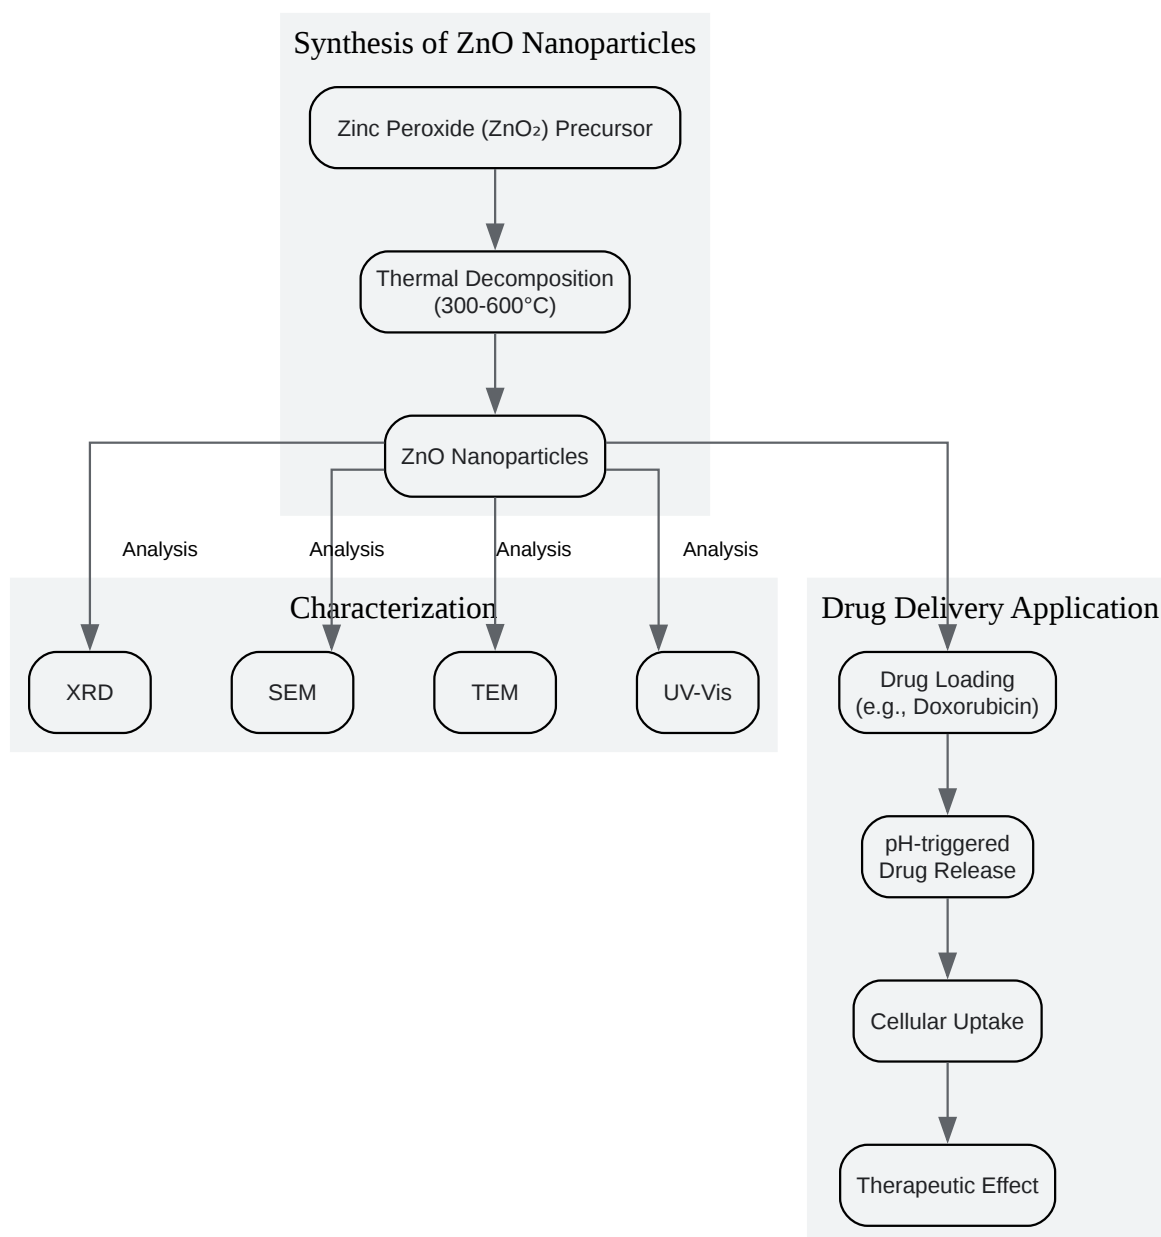 Synthesis of ZnO Nanoparticles
Zinc Peroxide (ZnO₂) Precursor
Thermal Decomposition
(300-600°C)
ZnO Nanoparticles
Analysis
Analysis
Analysis
Analysis
Characterization
XRD
SEM
TEM
UV-Vis
Drug Delivery Application
Drug Loading
(e.g., Doxorubicin)
pH-triggered
Drug Release
Cellular Uptake
Therapeutic Effect